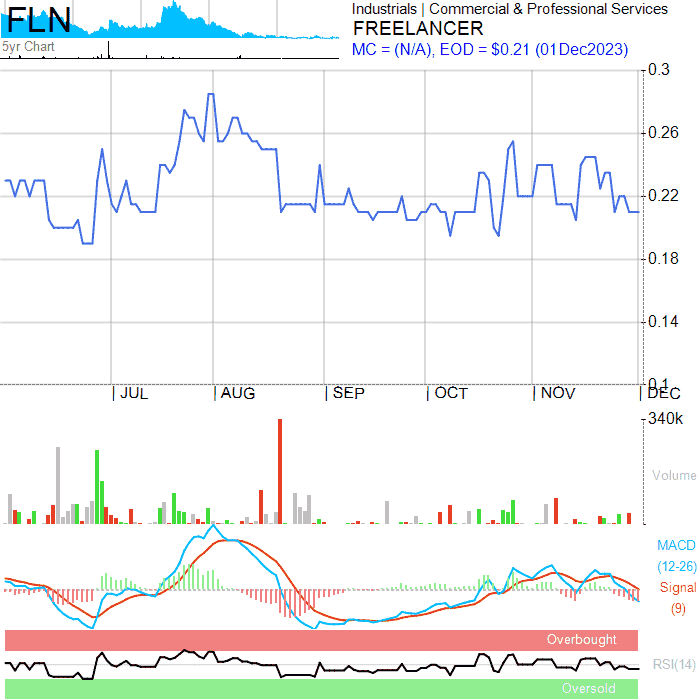 FLN
5yr Chart
Industrials | Commercial & Professional Services
FREELANCER
MC = (N/A), EOD = $0.21 (01Dec2023)
0.3
0.26
0.22
0.18
0.14
0.1
JUL
AUG
SEP
OCT
NOV
DEC
340k
Volume
MACD
(12-26)
Signal
(9)
Overbought
RSI(14)
Oversold